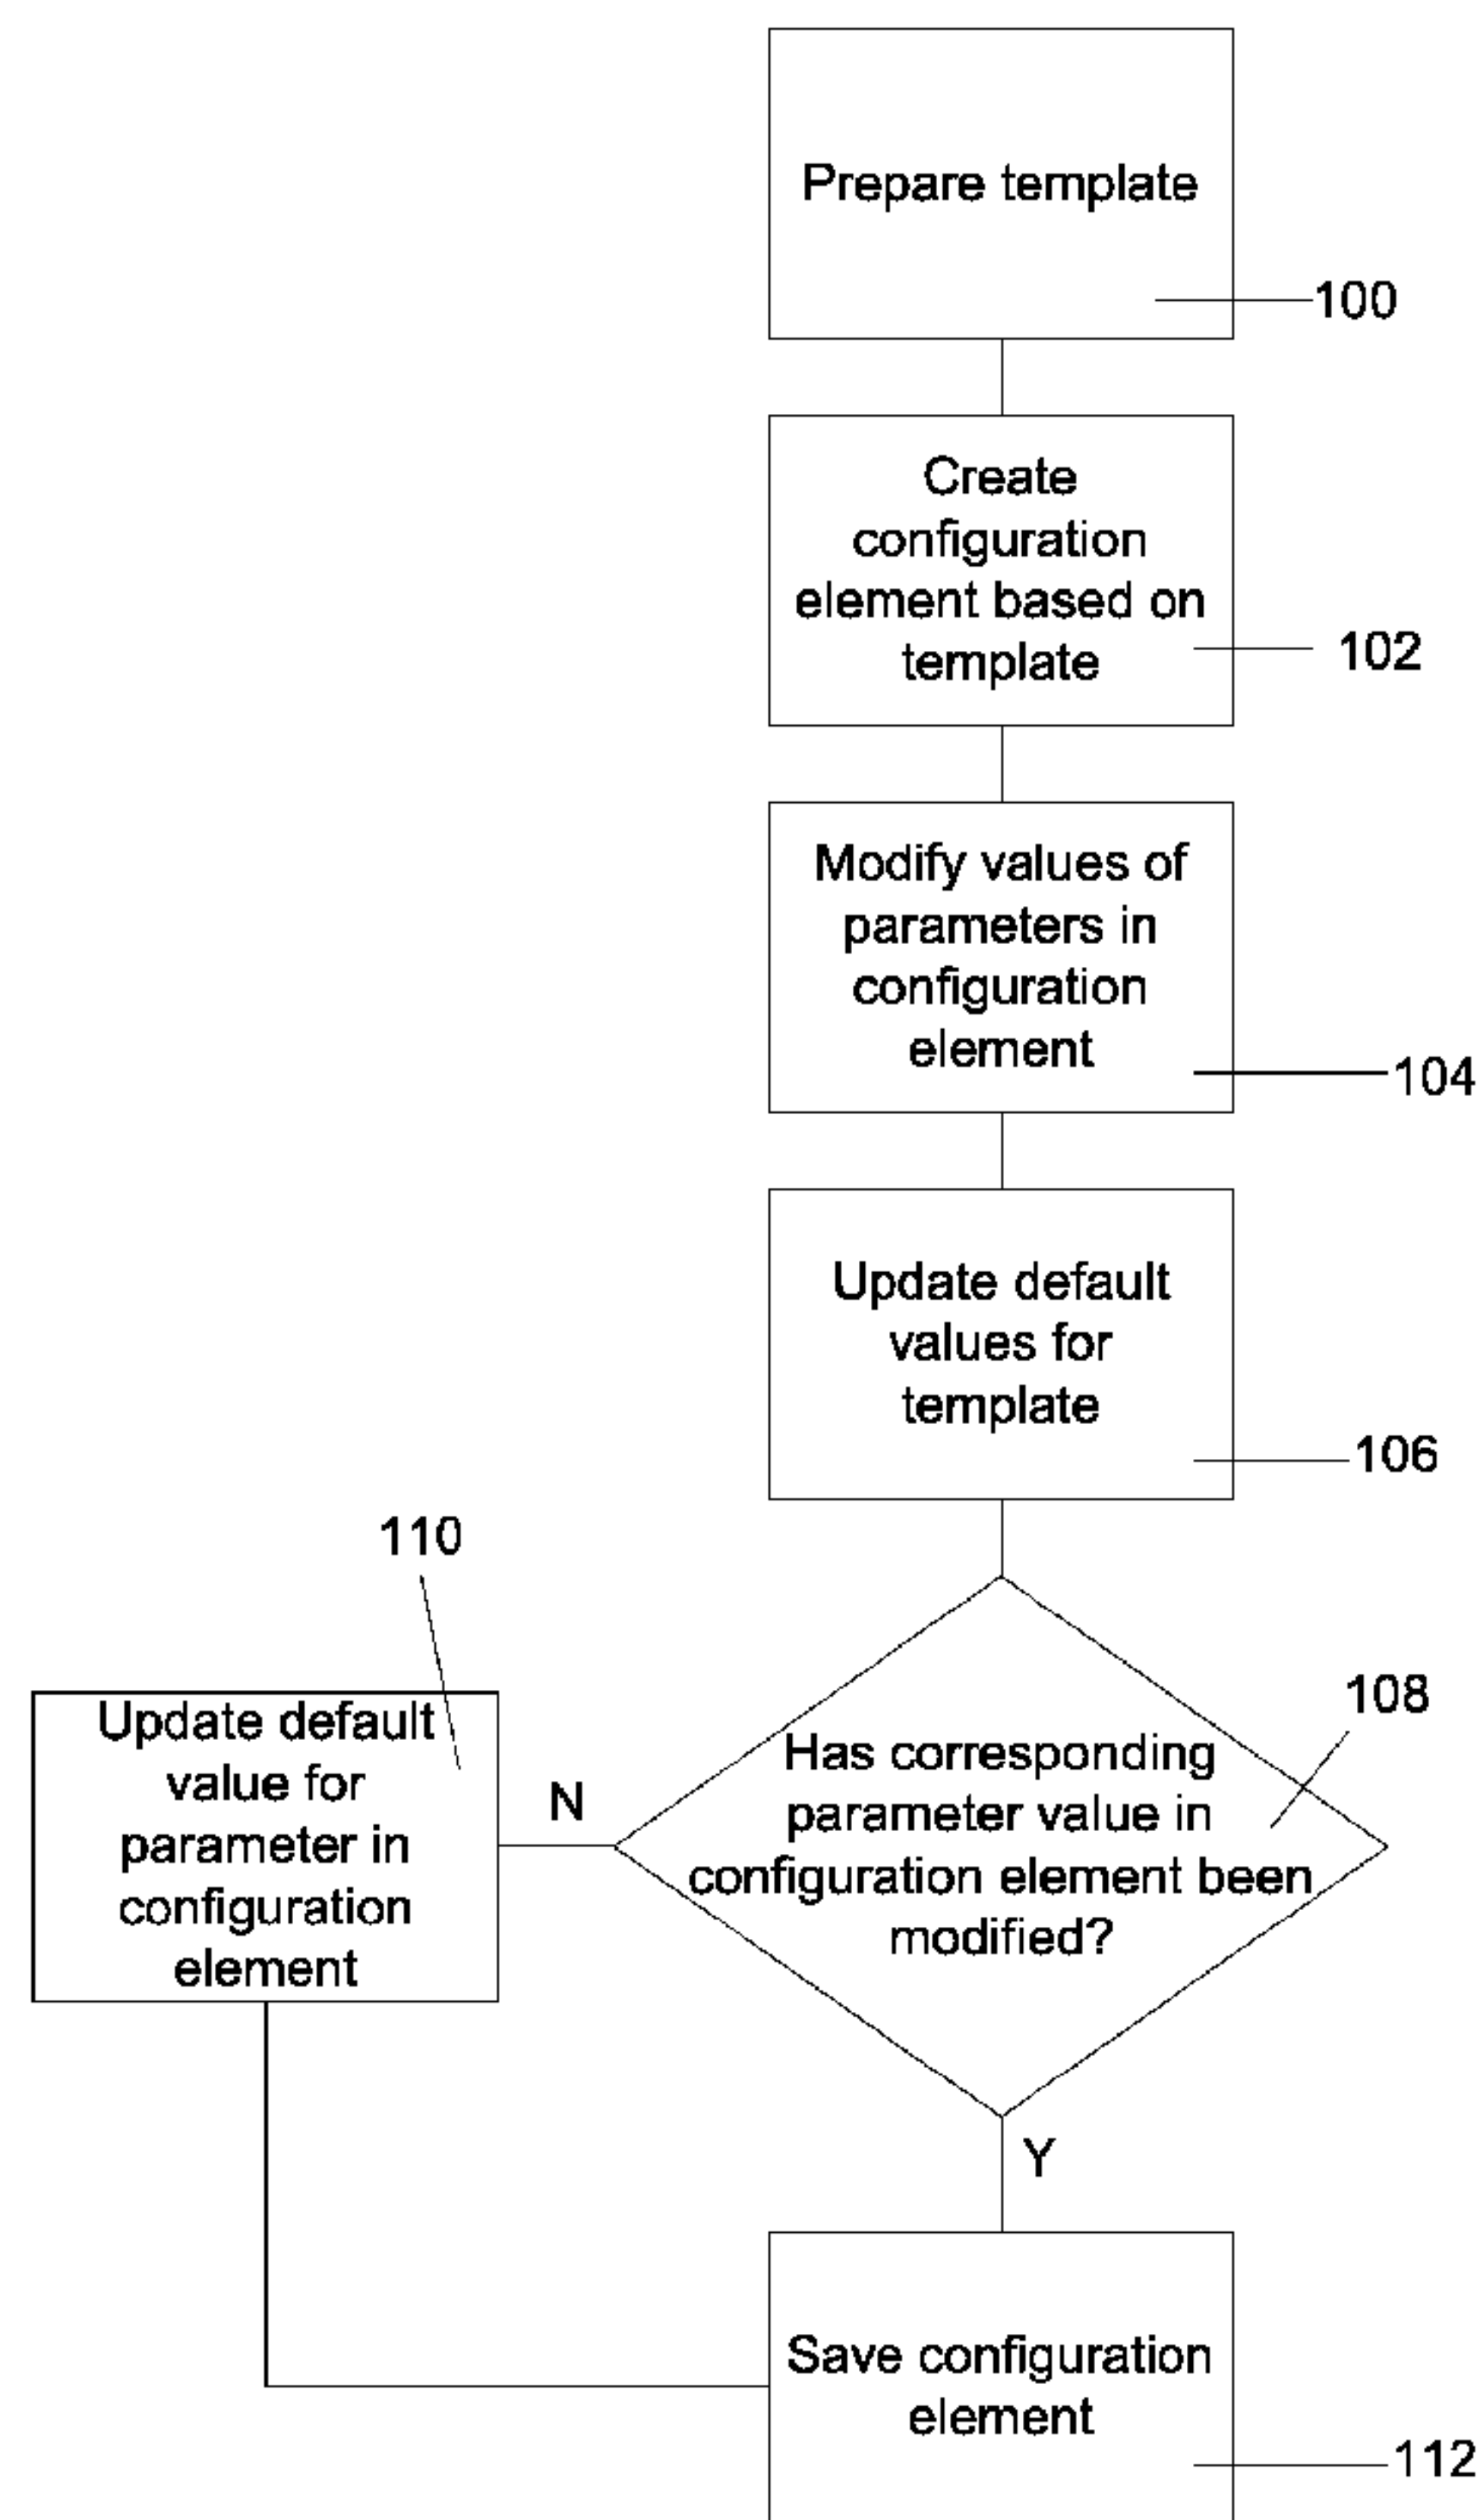 Prepare template
100
Create
configuration
element based on
template
102
Modify values of
parameters in
configuration
element
104
Update default
values for
template
106
110
Update default
value for
parameter in
configuration
element
N
108
Has corresponding
parameter value in
configuration element been
modified?
Y
Save configuration
element
112